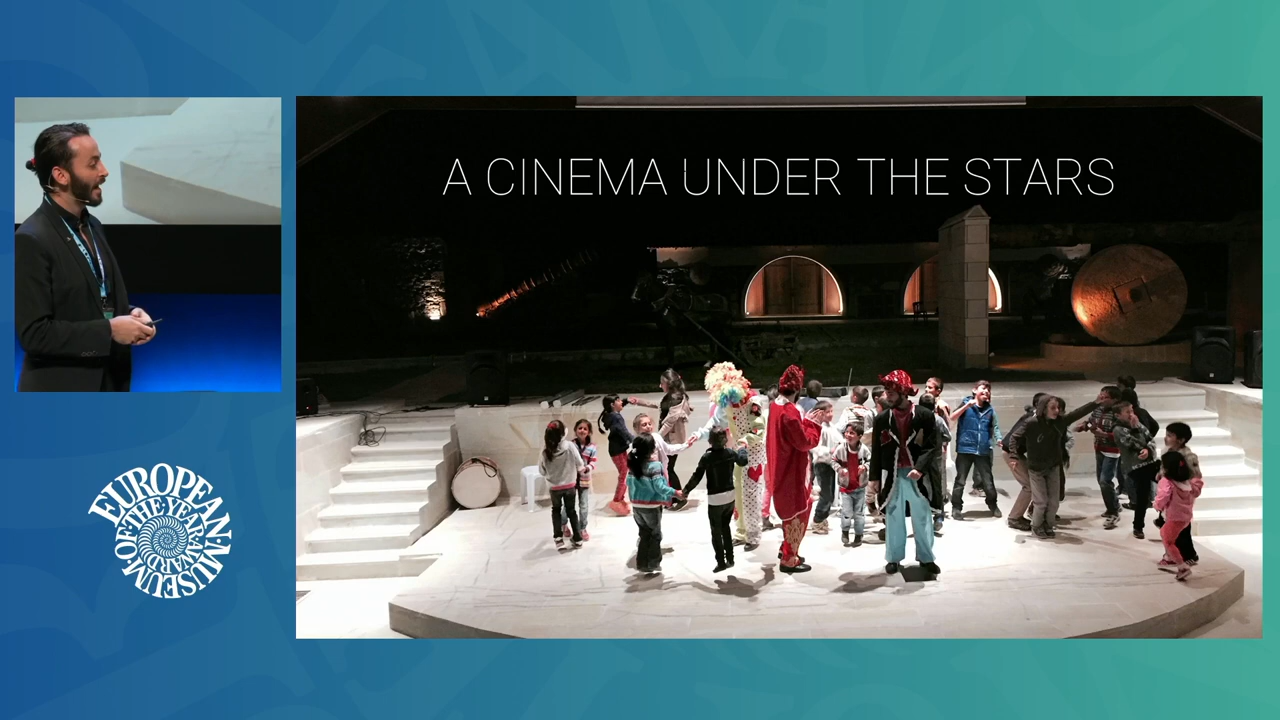 A CINEMA UNDER THE STARS
EUROPEAN·MUSEUM
OF·THE·YEAR·AWARD